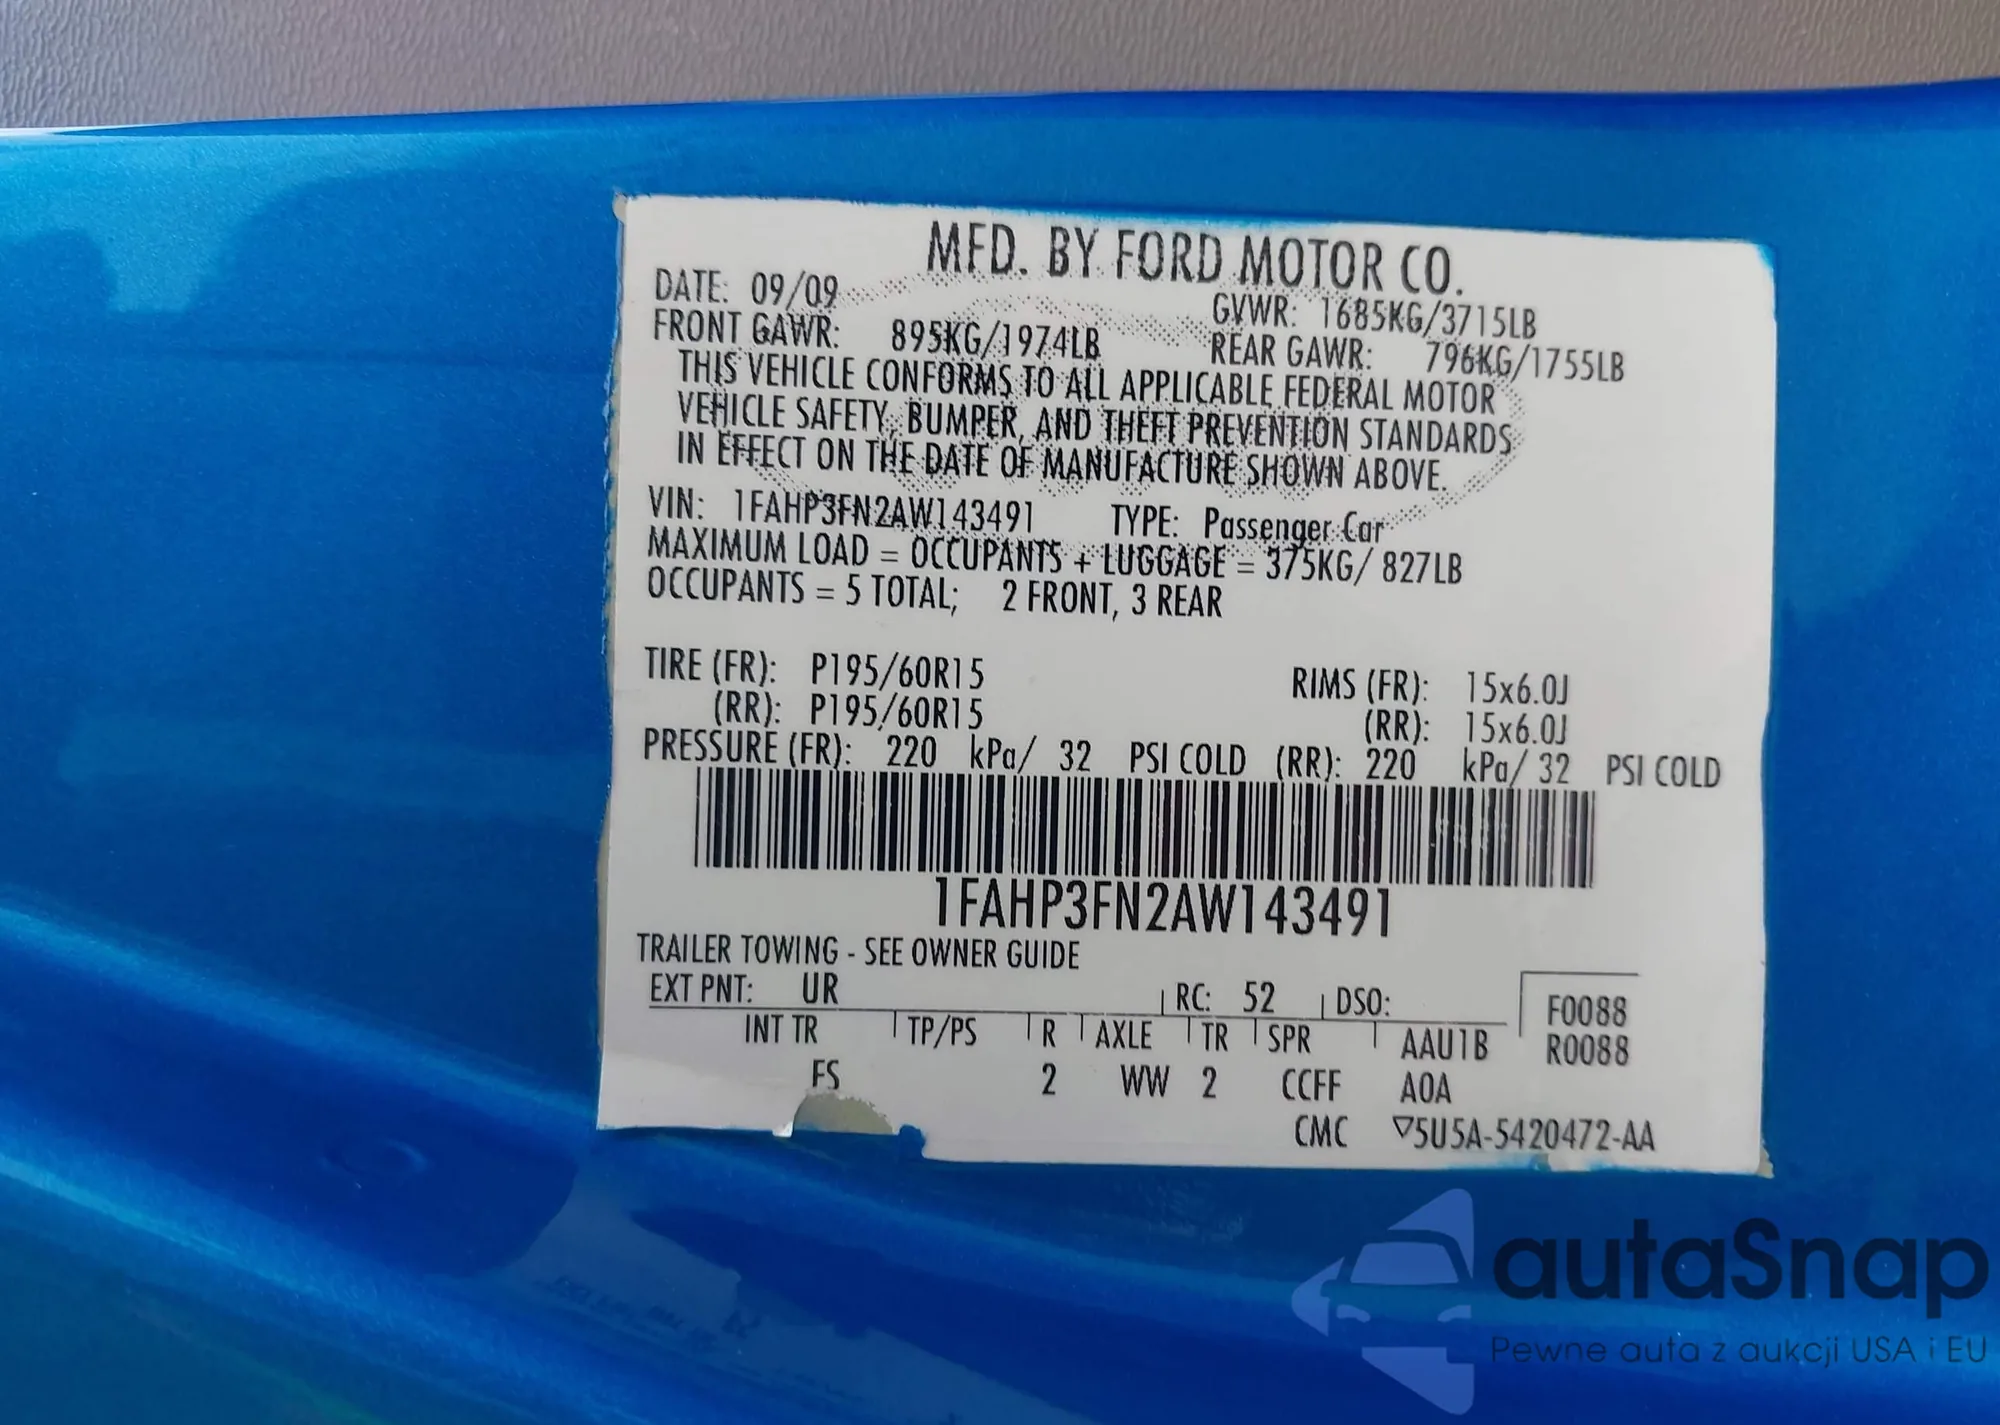 MFD. BY FORD MOTOR CO.
DATE: 09/09 GVWR: 1685KG/3715LB
FRONT GAWR: 895KG/1974LB REAR GAWR: 796KG/1755LB
THIS VEHICLE CONFORMS TO ALL APPLICABLE FEDERAL MOTOR
VEHICLE SAFETY, BUMPER, AND THEFT PREVENTION STANDARDS
IN EFFECT ON THE DATE OF MANUFACTURE SHOWN ABOVE.
VIN: 1FAHP3FN2AW143491 TYPE: Passenger Car
MAXIMUM LOAD = OCCUPANTS + LUGGAGE = 375KG/ 827LB
OCCUPANTS = 5 TOTAL; 2 FRONT, 3 REAR
TIRE (FR): P195/60R15 RIMS (FR): 15x6.0J
(RR): P195/60R15 (RR): 15x6.0J
PRESSURE (FR): 220 kPa/ 32 PSI COLD (RR): 220 kPa/ 32 PSI COLD
1FAHP3FN2AW143491
TRAILER TOWING - SEE OWNER GUIDE
EXT PNT: UR RC: 52 DSO: F0088
INT TR TP/PS R AXLE TR SPR AAU1B R0088
FS 2 WW 2 CCFF AOA
CMC ▽5U5A-5420472-AA
autaSnap
Pewne auta z aukcji USA i EU